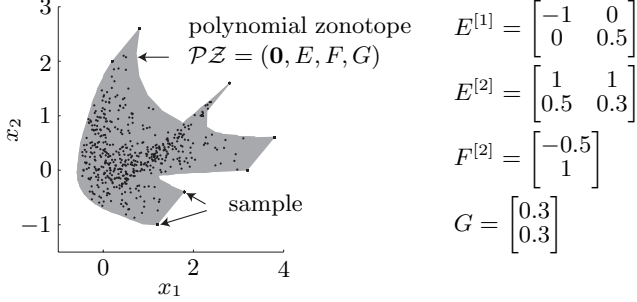 3
2
1
0
−1
x₂
0 2 4
x₁
polynomial zonotope
𝒫𝒵 = (𝟎, E, F, G)
sample
E^{[1]} = [−1 0
0 0.5]
E^{[2]} = [1 1
0.5 0.3]
F^{[2]} = [−0.5
1]
G = [0.3
0.3]